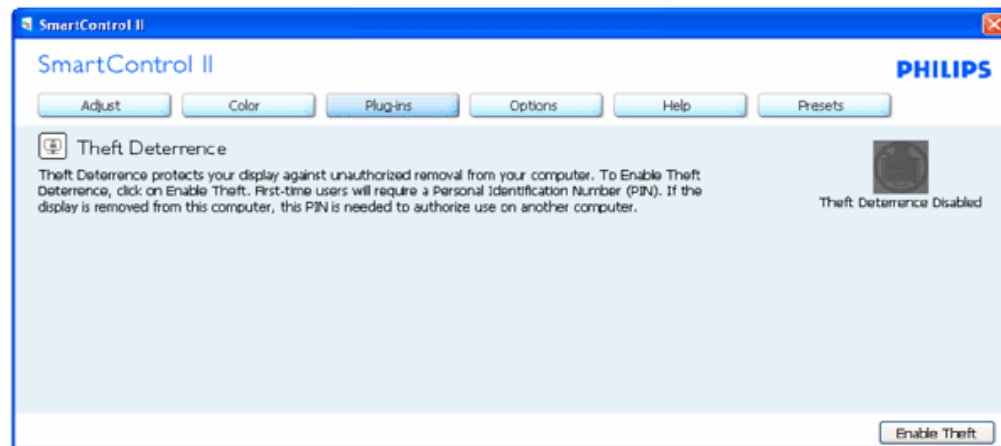 SmartControl II
SmartControl II
PHILIPS
Adjust Color Plug-ins Options Help Presets
Theft Deterrence
Theft Deterrence protects your display against unauthorized removal from your computer. To Enable Theft
Deterrence, click on Enable Theft. First-time users will require a Personal Identification Number (PIN). If the
display is removed from this computer, this PIN is needed to authorize use on another computer.
Theft Deterrence Disabled
Enable Theft